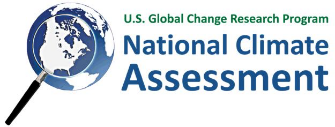 U.S. Global Change Research Program
National Climate
Assessment